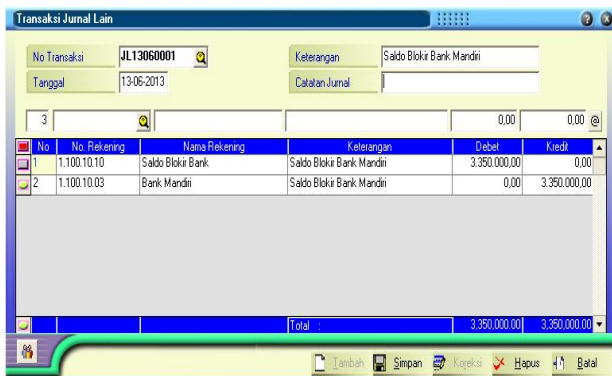 Transaksi Jurnal Lain
No Transaksi JL13060001 Keterangan Saldo Blokir Bank Mandiri
Tanggal 13-06-2013 Catatan Jurnal
3 0,00 0,00 @
No No. Rekening Nama Rekening Keterangan Debet Kredit
1 1.100.10.10 Saldo Blokir Bank Saldo Blokir Bank Mandiri 3.350.000,00 0,00
2 1.100.10.03 Bank Mandiri Saldo Blokir Bank Mandiri 0,00 3.350.000,00
Total : 3,350,000.00 3,350,000.00
Tambah Simpan Koreksi Hapus Batal